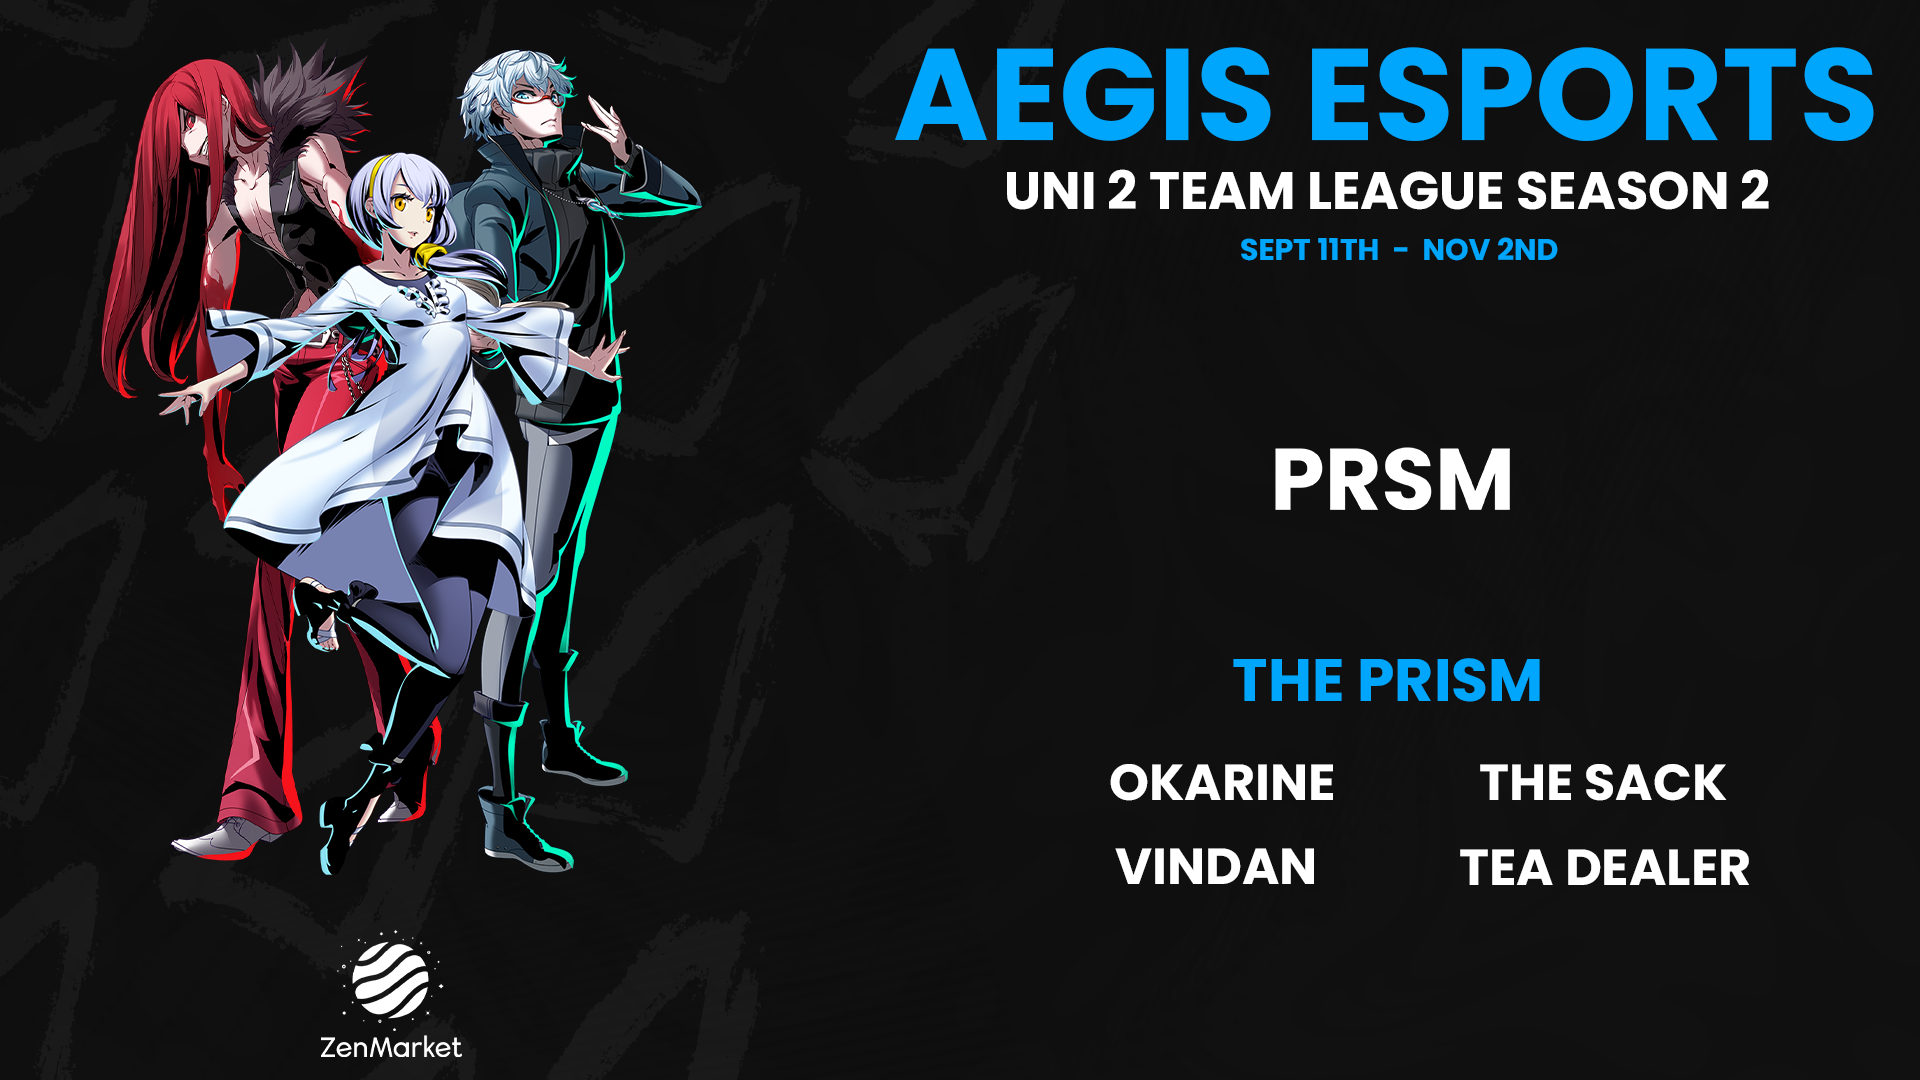 AEGIS ESPORTS
UNI 2 TEAM LEAGUE SEASON 2
SEPT 11TH - NOV 2ND
PRSM
THE PRISM
OKARINE THE SACK
VINDAN TEA DEALER
ZenMarket